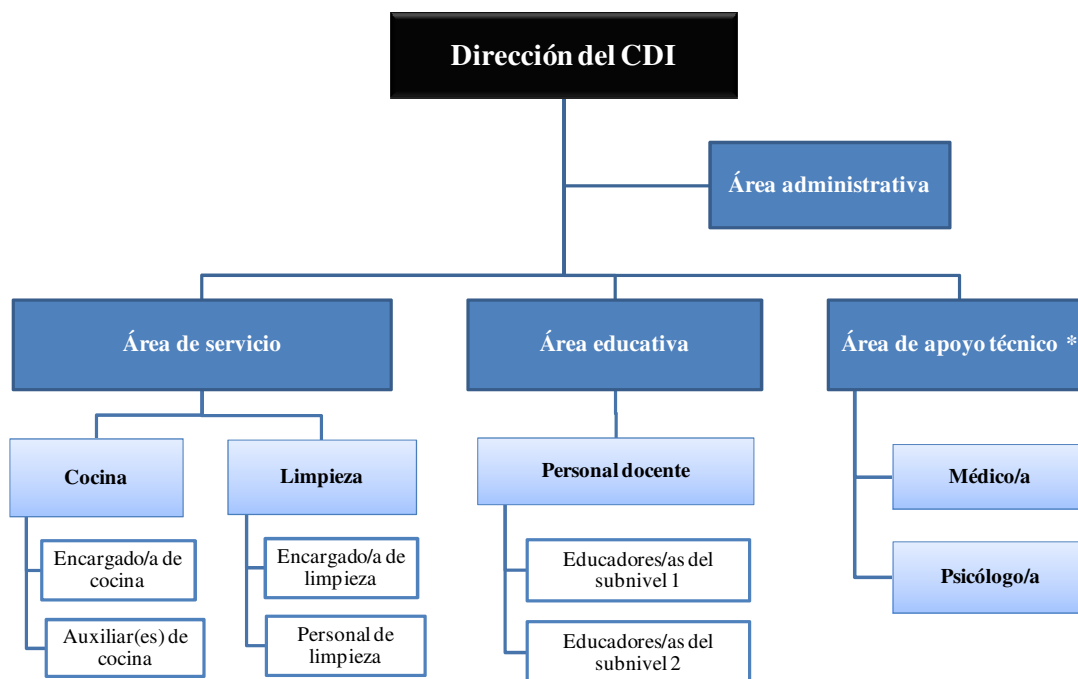 Dirección del CDI
Área administrativa
Área de servicio
Área educativa
Área de apoyo técnico *
Cocina
Limpieza
Personal docente
Médico/a
Encargado/a de
cocina
Encargado/a de
limpieza
Educadores/as del
subnivel 1
Psicólogo/a
Auxiliar(es) de
cocina
Personal de
limpieza
Educadores/as del
subnivel 2